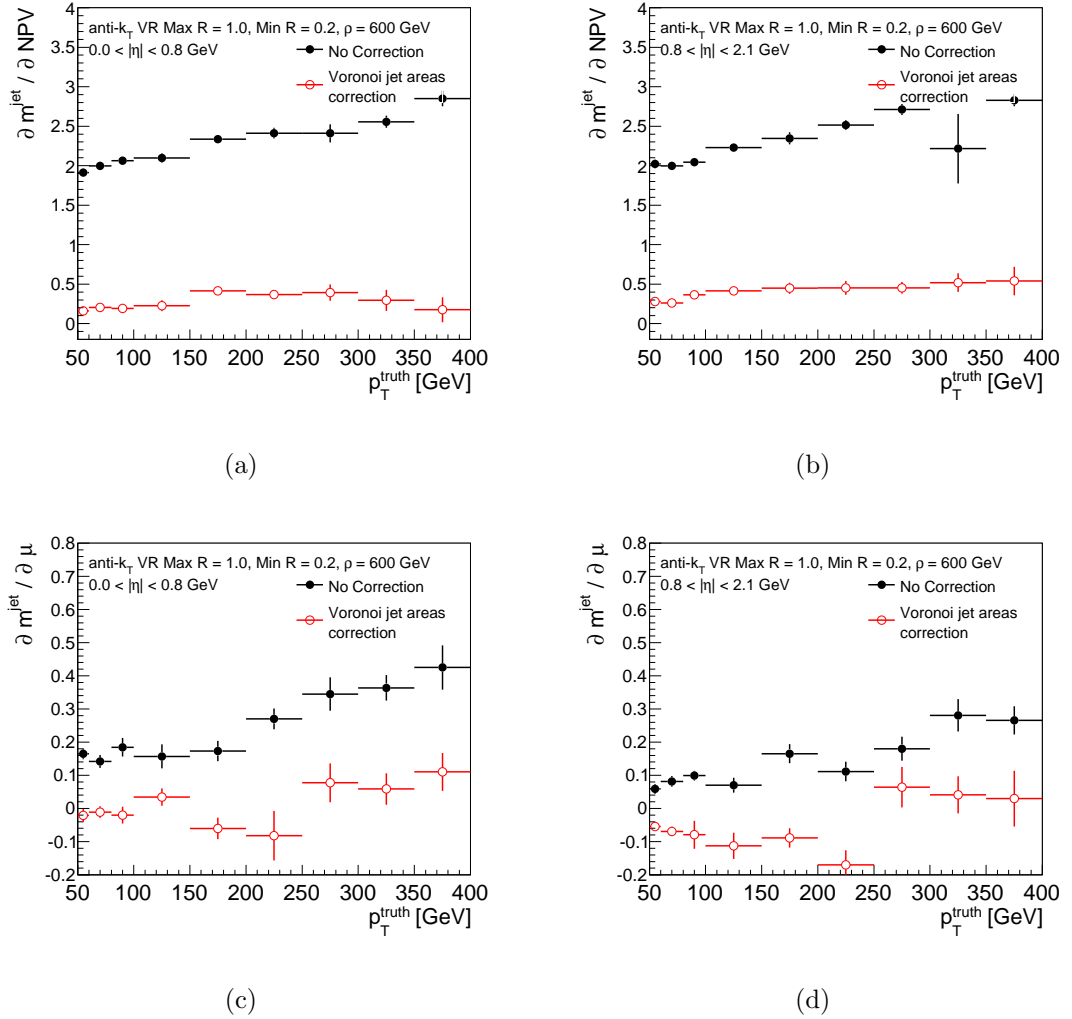 ∂ m^jet / ∂ NPV
4
3.5
3
2.5
2
1.5
1
0.5
0
anti-k_T VR Max R = 1.0, Min R = 0.2, ρ = 600 GeV
0.0 < |η| < 0.8 GeV
No Correction
Voronoi jet areas
correction
50 100 150 200 250 300 350 400
p_T^truth [GeV]
(a)
∂ m^jet / ∂ NPV
4
3.5
3
2.5
2
1.5
1
0.5
0
anti-k_T VR Max R = 1.0, Min R = 0.2, ρ = 600 GeV
0.8 < |η| < 2.1 GeV
No Correction
Voronoi jet areas
correction
50 100 150 200 250 300 350 400
p_T^truth [GeV]
(b)
∂ m^jet / ∂ μ
0.8
0.7
0.6
0.5
0.4
0.3
0.2
0.1
0
-0.1
-0.2
anti-k_T VR Max R = 1.0, Min R = 0.2, ρ = 600 GeV
0.0 < |η| < 0.8 GeV
No Correction
Voronoi jet areas
correction
50 100 150 200 250 300 350 400
p_T^truth [GeV]
(c)
∂ m^jet / ∂ μ
0.8
0.7
0.6
0.5
0.4
0.3
0.2
0.1
0
-0.1
-0.2
anti-k_T VR Max R = 1.0, Min R = 0.2, ρ = 600 GeV
0.8 < |η| < 2.1 GeV
No Correction
Voronoi jet areas
correction
50 100 150 200 250 300 350 400
p_T^truth [GeV]
(d)